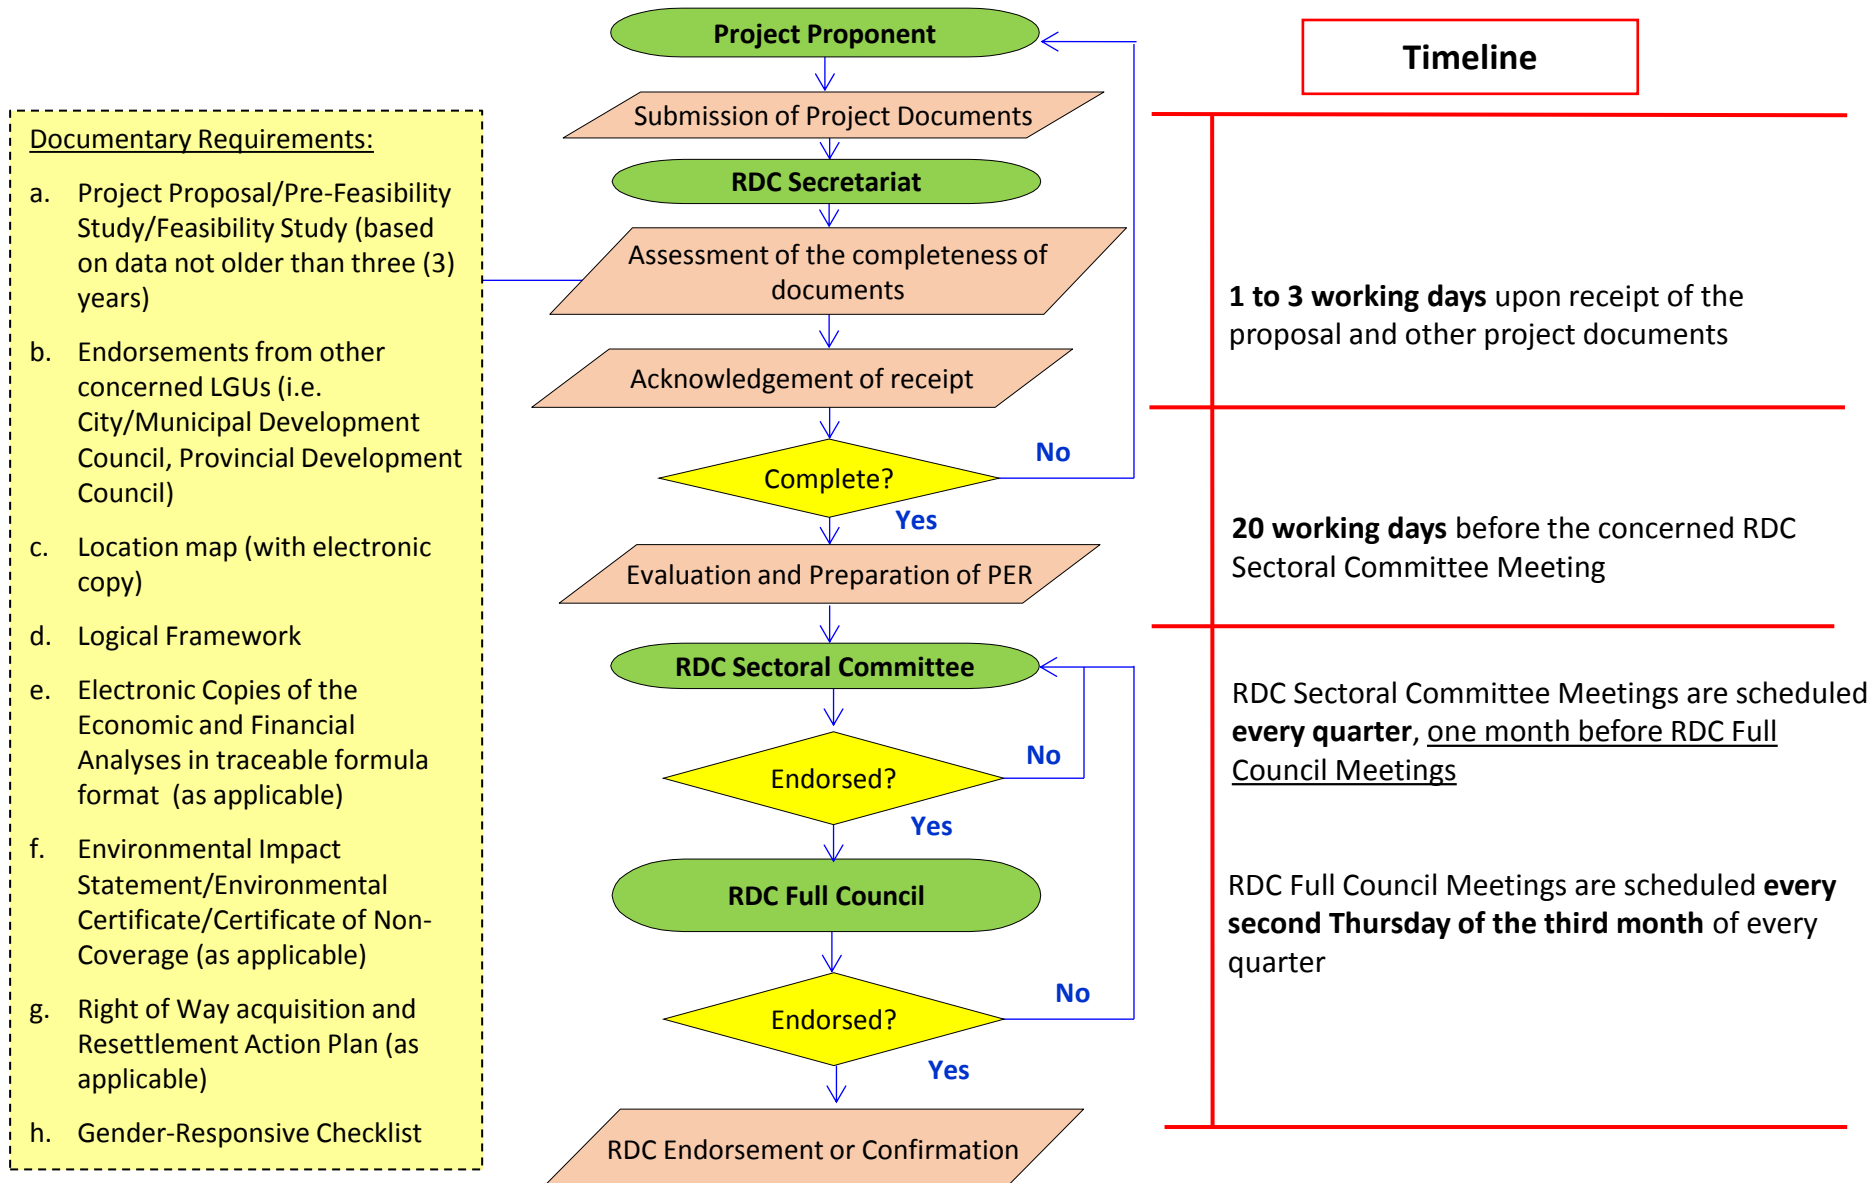 Project Proponent
Submission of Project Documents
RDC Secretariat
Assessment of the completeness of
documents
Acknowledgement of receipt
Complete?
No
Yes
Evaluation and Preparation of PER
RDC Sectoral Committee
Endorsed?
No
Yes
RDC Full Council
Endorsed?
No
Yes
RDC Endorsement or Confirmation
Documentary Requirements:
a. Project Proposal/Pre-Feasibility
Study/Feasibility Study (based
on data not older than three (3)
years)
b. Endorsements from other
concerned LGUs (i.e.
City/Municipal Development
Council, Provincial Development
Council)
c. Location map (with electronic
copy)
d. Logical Framework
e. Electronic Copies of the
Economic and Financial
Analyses in traceable formula
format (as applicable)
f. Environmental Impact
Statement/Environmental
Certificate/Certificate of Non-
Coverage (as applicable)
g. Right of Way acquisition and
Resettlement Action Plan (as
applicable)
h. Gender-Responsive Checklist
Timeline
1 to 3 working days upon receipt of the
proposal and other project documents
20 working days before the concerned RDC
Sectoral Committee Meeting
RDC Sectoral Committee Meetings are scheduled
every quarter, one month before RDC Full
Council Meetings
RDC Full Council Meetings are scheduled every
second Thursday of the third month of every
quarter